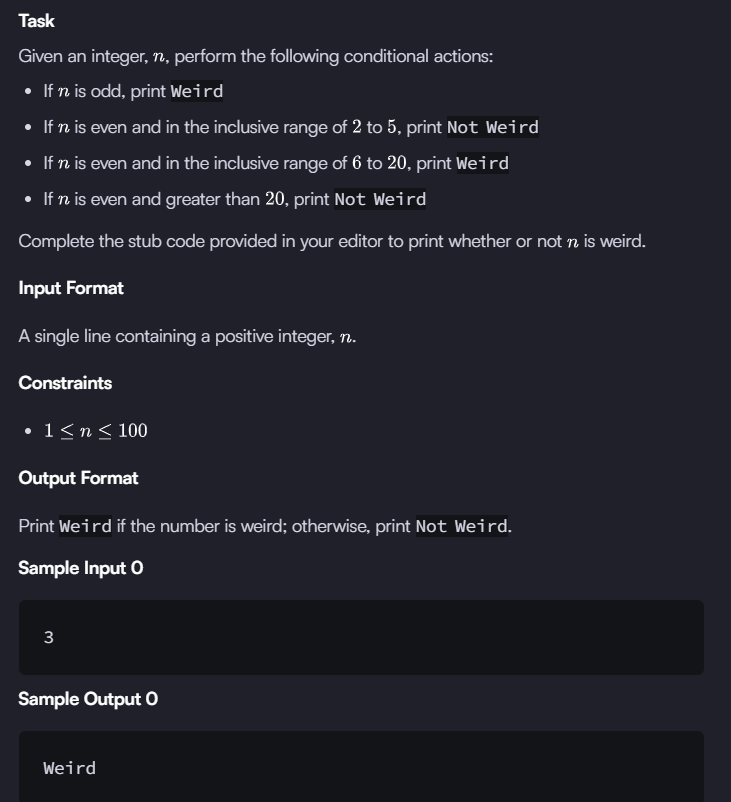 Task
Given an integer, n, perform the following conditional actions:
• If n is odd, print Weird
• If n is even and in the inclusive range of 2 to 5, print Not Weird
• If n is even and in the inclusive range of 6 to 20, print Weird
• If n is even and greater than 20, print Not Weird
Complete the stub code provided in your editor to print whether or not n is weird.
Input Format
A single line containing a positive integer, n.
Constraints
• 1 ≤ n ≤ 100
Output Format
Print Weird if the number is weird; otherwise, print Not Weird.
Sample Input 0
3
Sample Output 0
Weird